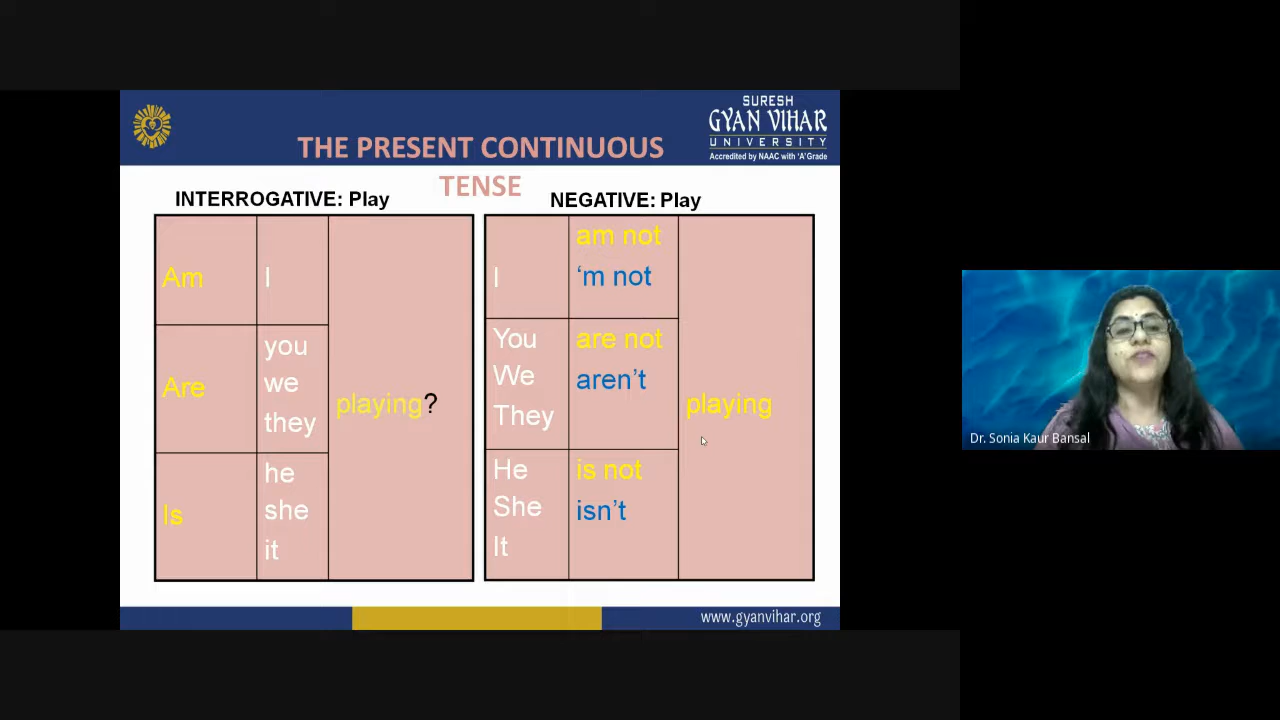 SURESH
GYAN VIHAR
UNIVERSITY
Accredited by NAAC with 'A' Grade
THE PRESENT CONTINUOUS
TENSE
INTERROGATIVE: Play
Am
I
Are
you
we
they
Is
he
she
it
playing?
NEGATIVE: Play
I
am not
‘m not
You
We
They
are not
aren’t
He
She
It
is not
isn’t
playing
www.gyanvihar.org
Dr. Sonia Kaur Bansal